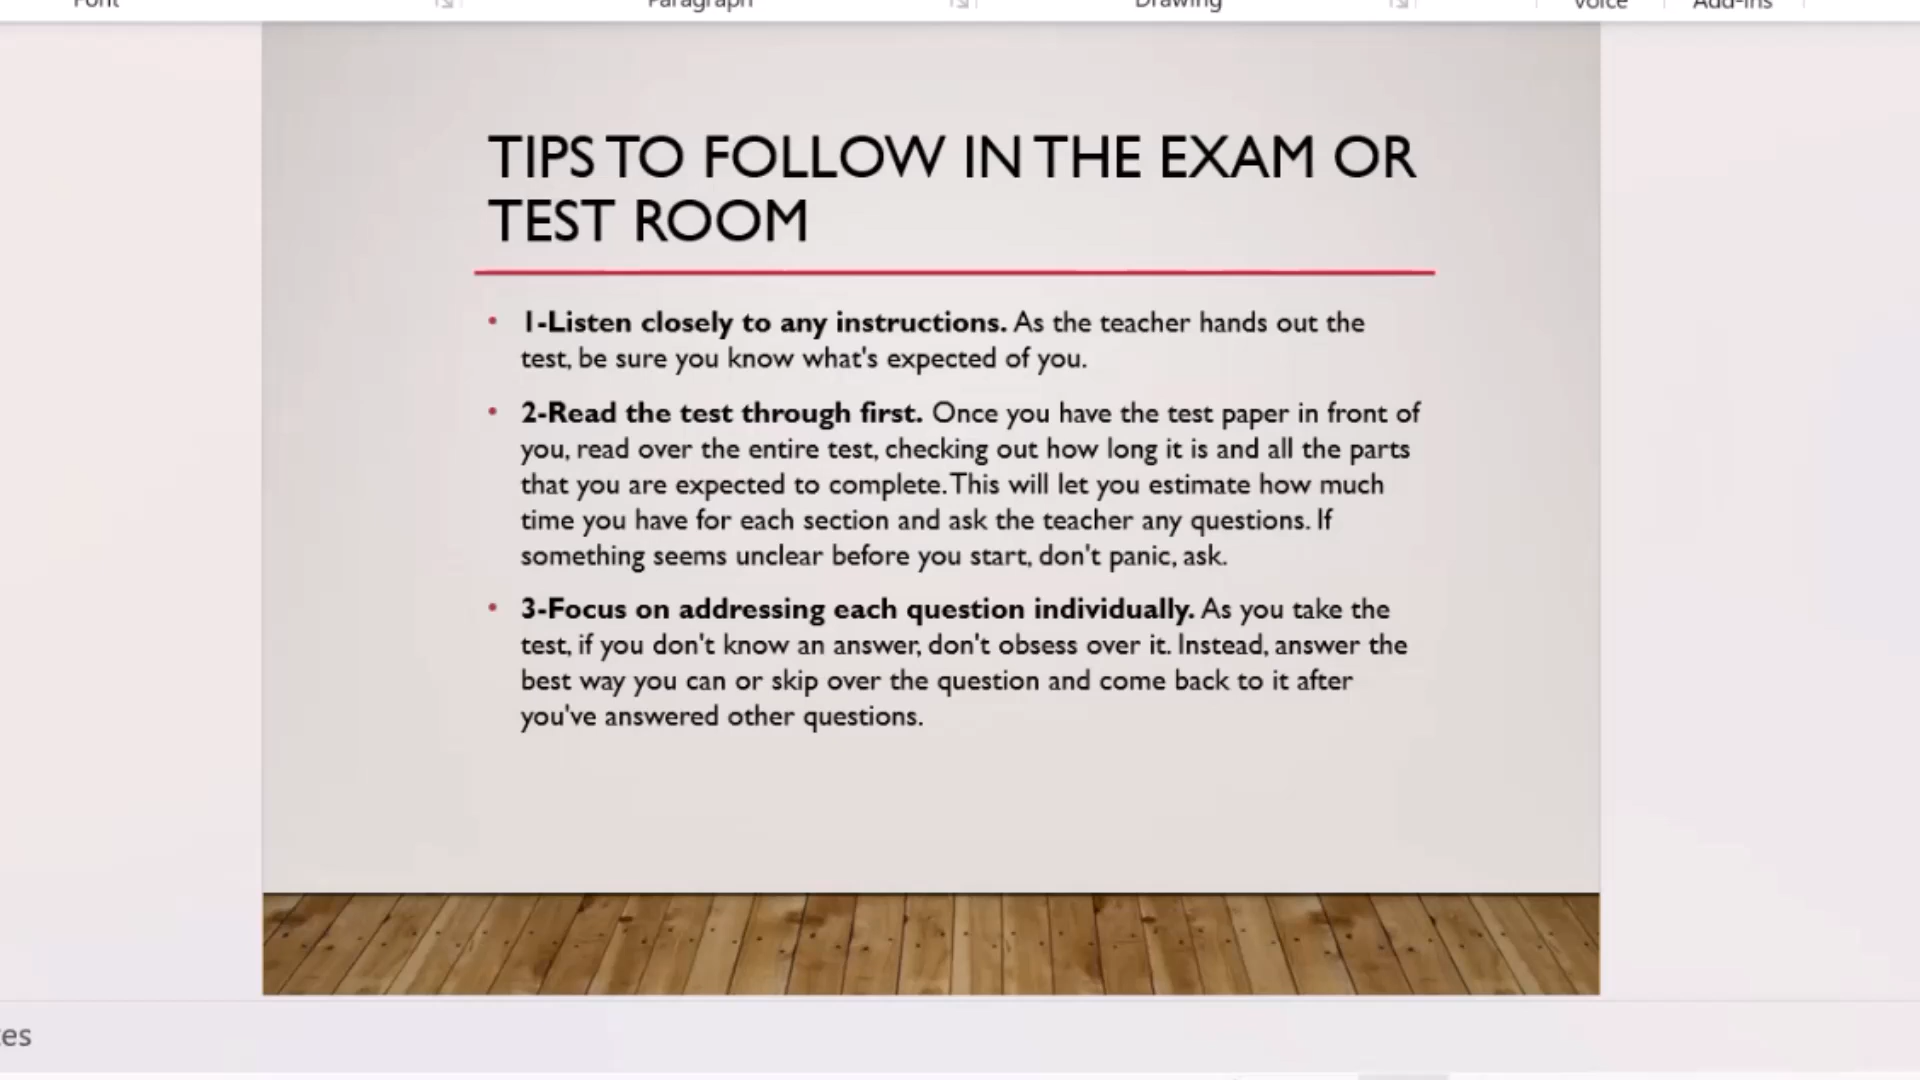 Font
Paragraph
Drawing
Voice
Add-ins
TIPS TO FOLLOW IN THE EXAM OR
TEST ROOM
• 1-Listen closely to any instructions. As the teacher hands out the
test, be sure you know what's expected of you.
• 2-Read the test through first. Once you have the test paper in front of
you, read over the entire test, checking out how long it is and all the parts
that you are expected to complete. This will let you estimate how much
time you have for each section and ask the teacher any questions. If
something seems unclear before you start, don't panic, ask.
• 3-Focus on addressing each question individually. As you take the
test, if you don't know an answer, don't obsess over it. Instead, answer the
best way you can or skip over the question and come back to it after
you've answered other questions.
tes